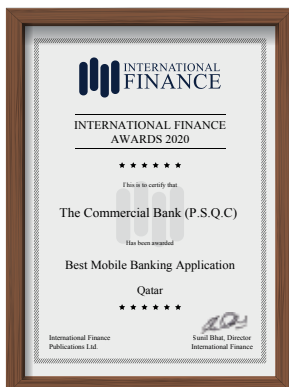 INTERNATIONAL
FINANCE
INTERNATIONAL FINANCE
AWARDS 2020
This is to certify that
The Commercial Bank (P.S.Q.C)
Has been awarded
Best Mobile Banking Application
Qatar
International Finance
Publications Ltd.
Sunil Bhat, Director
International Finance